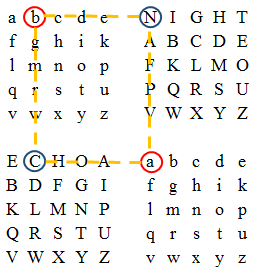 a b c d e N I G H T
f g h i k A B C D E
l m n o p F K L M O
q r s t u P Q R S U
v w x y z V W X Y Z
E C H O A a b c d e
B D F G I f g h i k
K L M N P l m n o p
Q R S T U q r s t u
V W X Y Z v w x y z